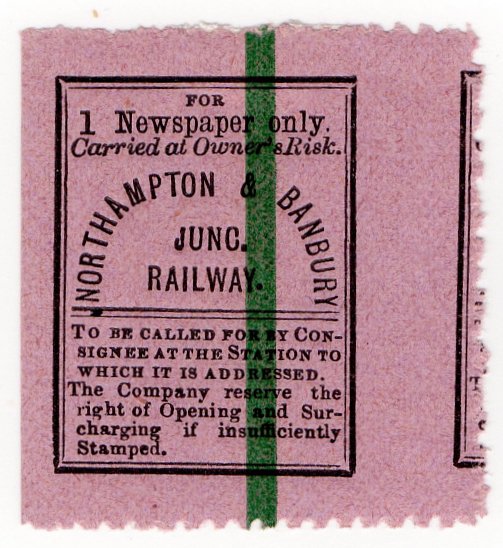 FOR
1 Newspaper only.
Carried at Owner's Risk.
NORTHAMPTON & BANBURY
JUNC.
RAILWAY.
TO BE CALLED FOR BY CON-
SIGNEE AT THE STATION TO
WHICH IT IS ADDRESSED.
The Company reserve the
right of Opening and Sur-
charging if insufficiently
Stamped.